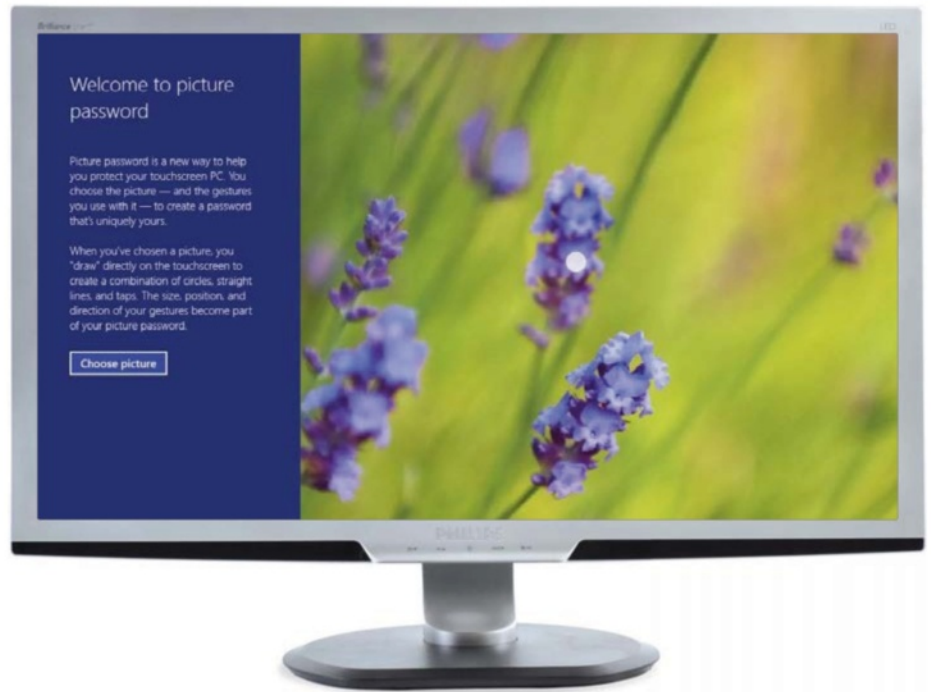 Brilliance
LED
Welcome to picture
password
Picture password is a new way to help
you protect your touchscreen PC. You
choose the picture — and the gestures
you use with it — to create a password
that's uniquely yours.
When you've chosen a picture, you
"draw" directly on the touchscreen to
create a combination of circles, straight
lines, and taps. The size, position, and
direction of your gestures become part
of your picture password.
Choose picture
PHILIPS